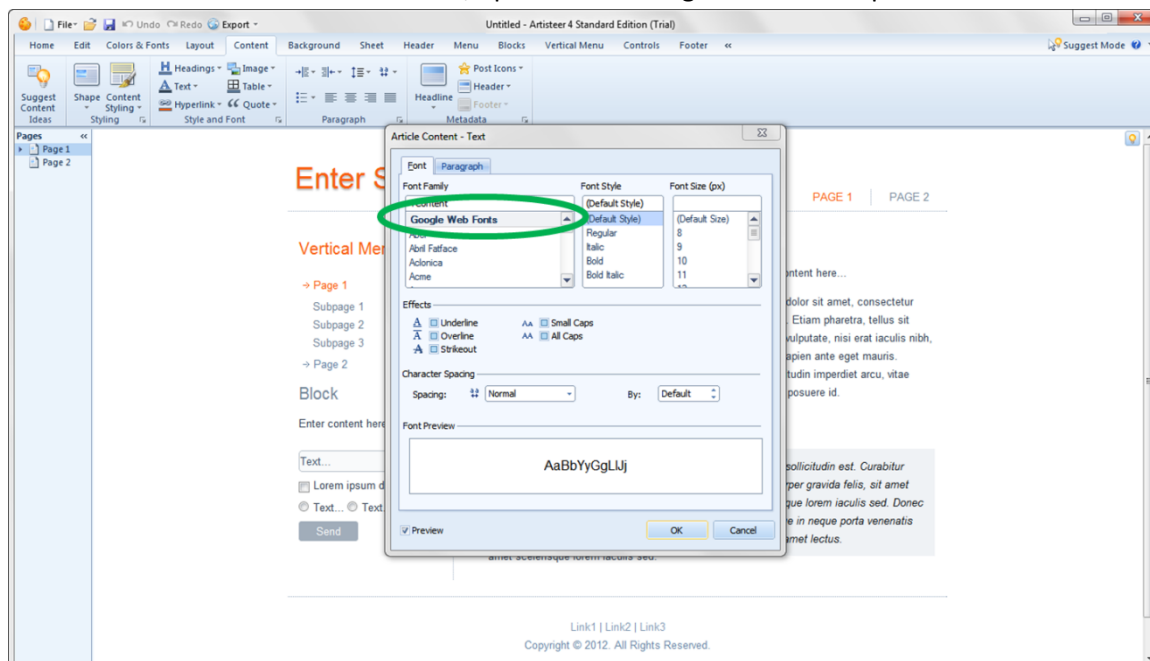 File Undo Redo Export Untitled - Artisteer 4 Standard Edition (Trial)
Home Edit Colors & Fonts Layout Content Background Sheet Header Menu Blocks Vertical Menu Controls Footer « Suggest Mode
Suggest Content
Ideas
Shape Content Styling
Styling
Headings Image
Text Table
Hyperlink Quote
Style and Font
Paragraph
Headline
Post Icons
Header
Footer
Metadata
Pages «
Page 1
Page 2
Enter S
PAGE 1 PAGE 2
Vertical Mer
→ Page 1
Subpage 1
Subpage 2
Subpage 3
→ Page 2
Block
Enter content here
Text...
Lorem ipsum d
Text... Text
Send
Article Content - Text
Font Paragraph
Font Family Font Style Font Size (px)
(Default Style)
Google Web Fonts (Default Style) (Default Size)
Regular 8
Abril Fatface Italic 9
Aclonica Bold 10
Acme Bold Italic 11
Effects
A Underline AA Small Caps
A Overline AA All Caps
A Strikeout
Character Spacing
Spacing: Normal By: Default
Font Preview
AaBbYyGgLlJj
Preview OK Cancel
ontent here...
dolor sit amet, consectetur
. Etiam pharetra, tellus sit
vulputate, nisi erat iaculis nibh,
apien ante eget mauris.
tudin imperdiet arcu, vitae
posuere id.
sollicitudin est. Curabitur
rper gravida felis, sit amet
que lorem iaculis sed. Donec
e in neque porta venenatis
amet lectus.
amet scelerisque lorem iaculis sed.
Link1 | Link2 | Link3
Copyright © 2012. All Rights Reserved.